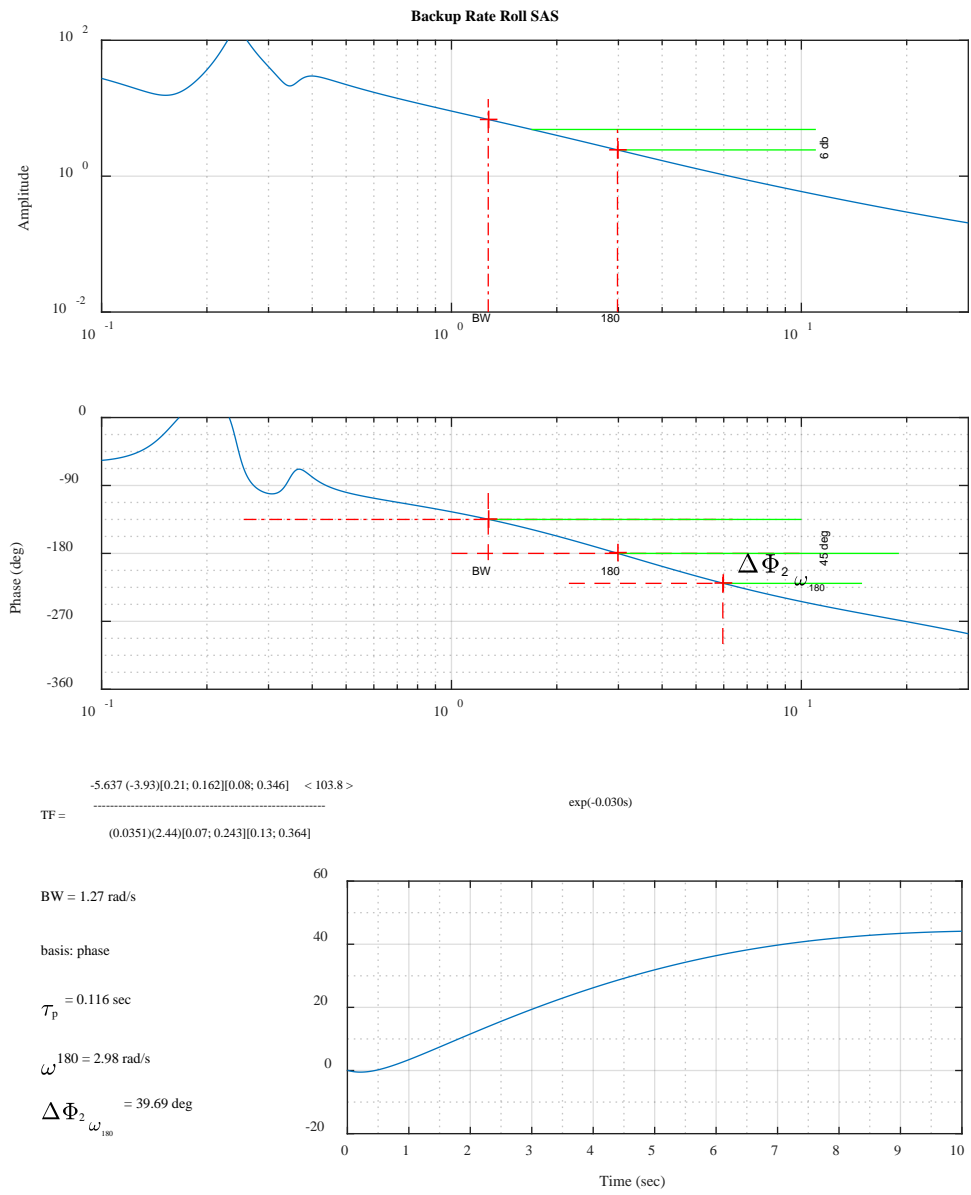 Backup Rate Roll SAS
10 2
10 0
10 -2
Amplitude
6 db
BW
180
10 -1
10 0
10 1
0
-90
-180
-270
-360
Phase (deg)
45 deg
ΔΦ2 ω180
BW
180
10 -1
10 0
10 1
-5.637 (-3.93)[0.21; 0.162][0.08; 0.346] < 103.8 >
TF = ---------------------------------------------------------- exp(-0.030s)
(0.0351)(2.44)[0.07; 0.243][0.13; 0.364]
BW = 1.27 rad/s
basis: phase
τp = 0.116 sec
ω180 = 2.98 rad/s
ΔΦ2 ω180 = 39.69 deg
60
40
20
0
-20
0 1 2 3 4 5 6 7 8 9 10
Time (sec)